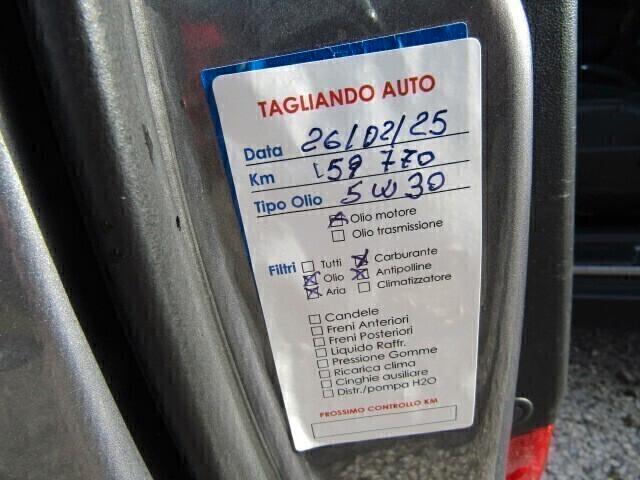 TAGLIANDO AUTO
Data 26/02/25
Km 159 770
Tipo Olio 5W30
Olio motore
Olio trasmissione
Filtri Tutti Carburante
Olio Antipolline
Aria Climatizzatore
Candele
Freni Anteriori
Freni Posteriori
Liquido Raffr.
Pressione Gomme
Ricarica clima
Cinghie ausiliare
Distr./pompa H2O
PROSSIMO CONTROLLO KM